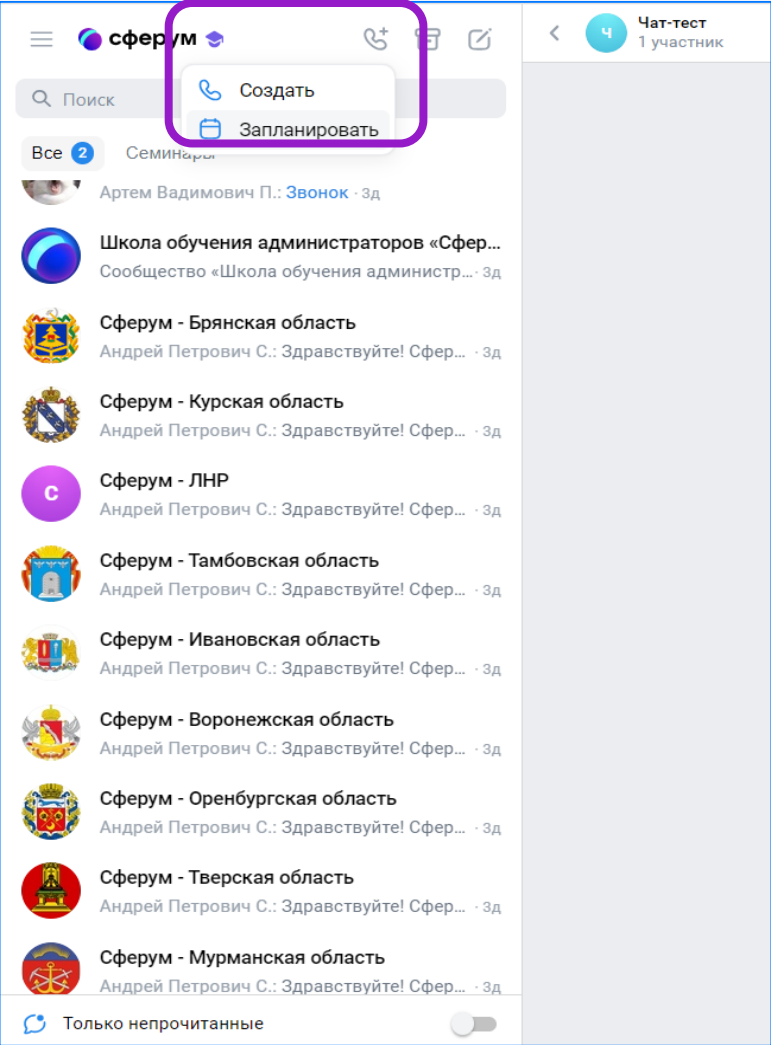 сферум
Чат-тест
1 участник
Создать
Поиск
Запланировать
Все 2
Семинары
Артем Вадимович П.: Звонок · 3д
Школа обучения администраторов «Сфер...
Сообщество «Школа обучения администр... · 3д
Сферум - Брянская область
Андрей Петрович С.: Здравствуйте! Сфер... · 3д
Сферум - Курская область
Андрей Петрович С.: Здравствуйте! Сфер... · 3д
С
Сферум - ЛНР
Андрей Петрович С.: Здравствуйте! Сфер... · 3д
Сферум - Тамбовская область
Андрей Петрович С.: Здравствуйте! Сфер... · 3д
Сферум - Ивановская область
Андрей Петрович С.: Здравствуйте! Сфер... · 3д
Сферум - Воронежская область
Андрей Петрович С.: Здравствуйте! Сфер... · 3д
Сферум - Оренбургская область
Андрей Петрович С.: Здравствуйте! Сфер... · 3д
Сферум - Тверская область
Андрей Петрович С.: Здравствуйте! Сфер... · 3д
Сферум - Мурманская область
Андрей Петрович С.: Здравствуйте! Сфер... · 3д
Только непрочитанные
Ч